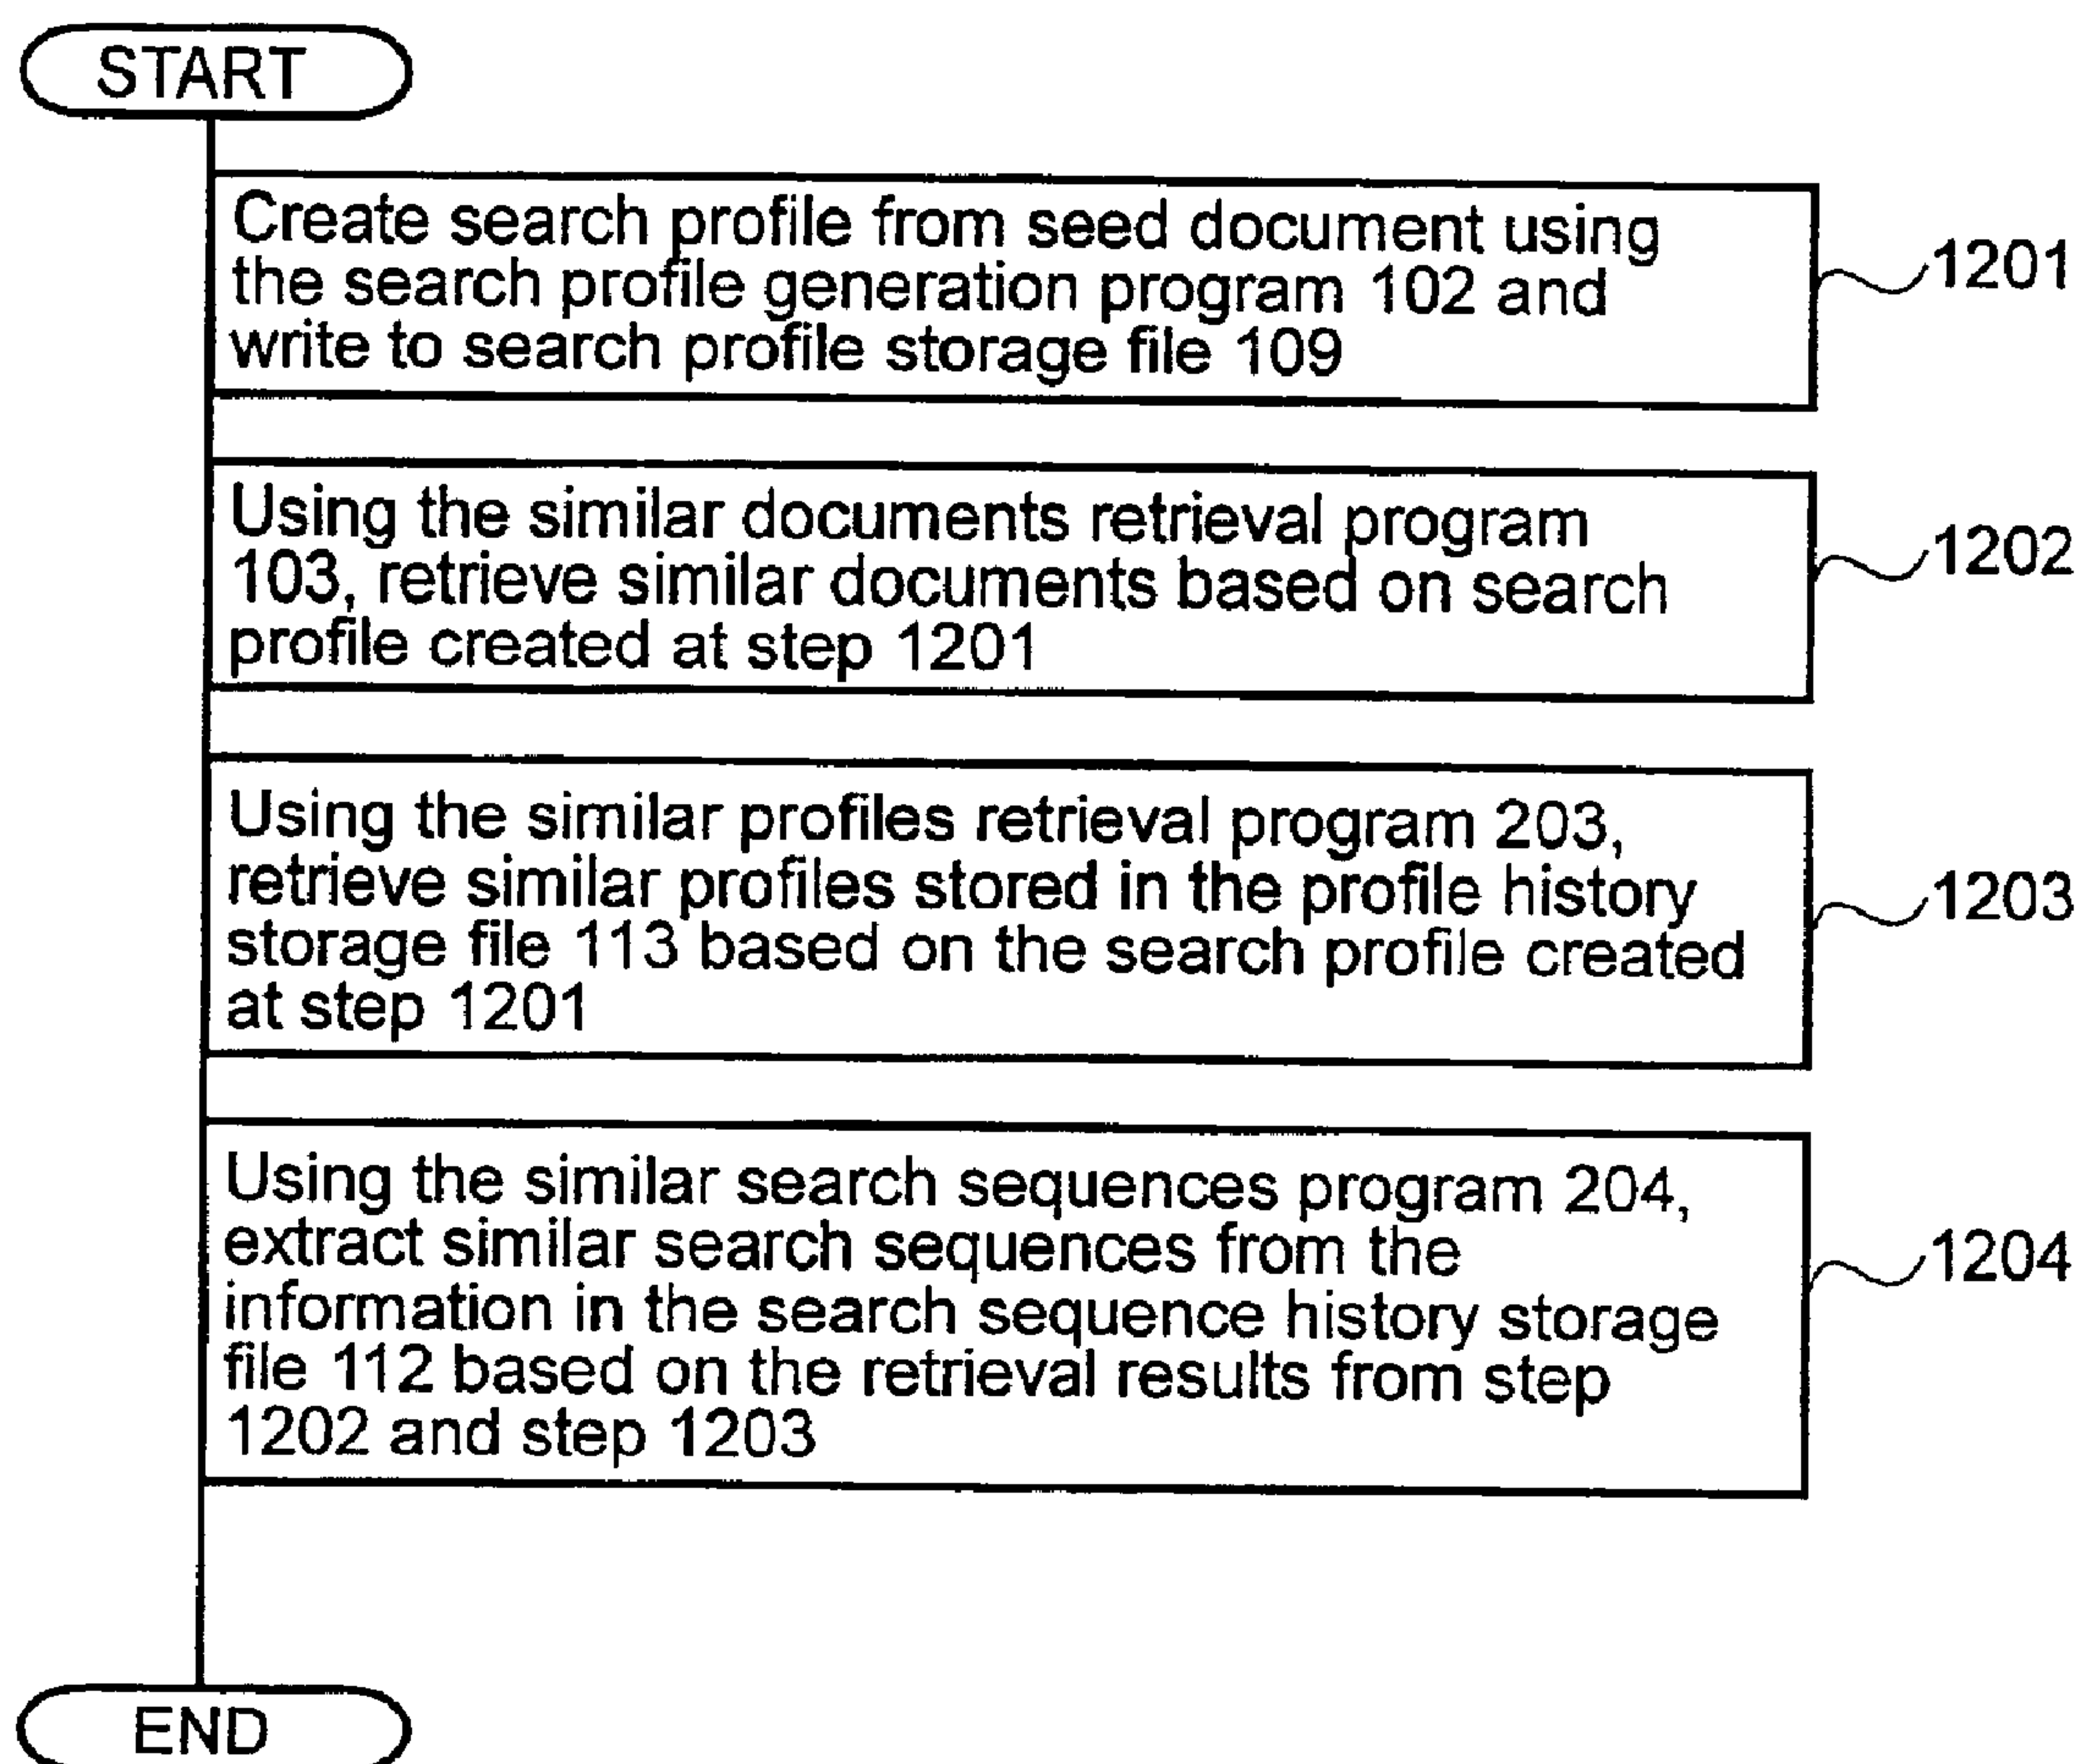 START
Create search profile from seed document using
the search profile generation program 102 and
write to search profile storage file 109
1201
Using the similar documents retrieval program
103, retrieve similar documents based on search
profile created at step 1201
1202
Using the similar profiles retrieval program 203,
retrieve similar profiles stored in the profile history
storage file 113 based on the search profile created
at step 1201
1203
Using the similar search sequences program 204,
extract similar search sequences from the
information in the search sequence history storage
file 112 based on the retrieval results from step
1202 and step 1203
1204
END